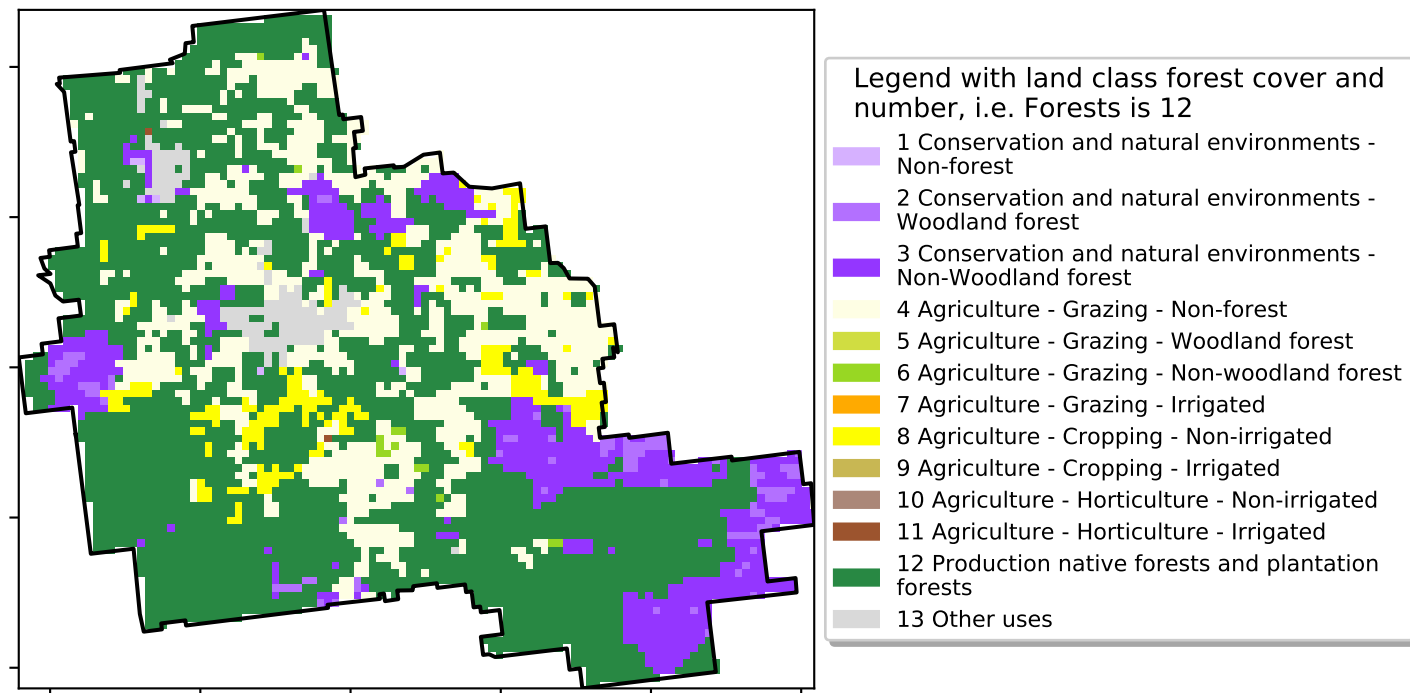 Legend with land class forest cover and
number, i.e. Forests is 12
1 Conservation and natural environments -
Non-forest
2 Conservation and natural environments -
Woodland forest
3 Conservation and natural environments -
Non-Woodland forest
4 Agriculture - Grazing - Non-forest
5 Agriculture - Grazing - Woodland forest
6 Agriculture - Grazing - Non-woodland forest
7 Agriculture - Grazing - Irrigated
8 Agriculture - Cropping - Non-irrigated
9 Agriculture - Cropping - Irrigated
10 Agriculture - Horticulture - Non-irrigated
11 Agriculture - Horticulture - Irrigated
12 Production native forests and plantation
forests
13 Other uses